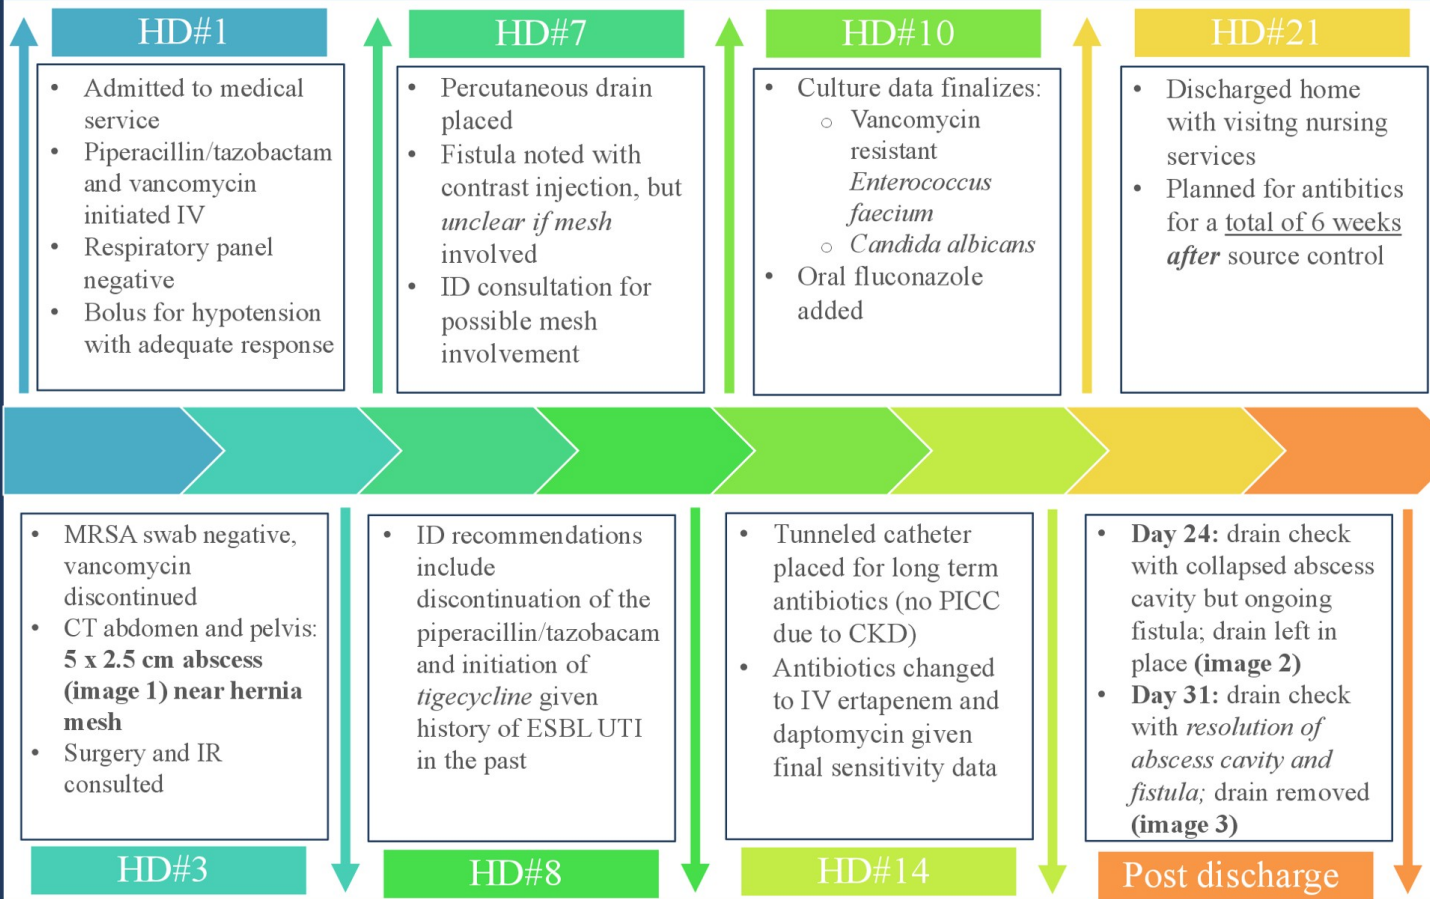 HD#1
• Admitted to medical
service
• Piperacillin/tazobactam
and vancomycin
initiated IV
• Respiratory panel
negative
• Bolus for hypotension
with adequate response
HD#7
• Percutaneous drain
placed
• Fistula noted with
contrast injection, but
unclear if mesh
involved
• ID consultation for
possible mesh
involvement
HD#10
• Culture data finalizes:
○ Vancomycin
resistant
Enterococcus
faecium
○ Candida albicans
• Oral fluconazole
added
HD#21
• Discharged home
with visitng nursing
services
• Planned for antibitics
for a total of 6 weeks
after source control
• MRSA swab negative,
vancomycin
discontinued
• CT abdomen and pelvis:
5 x 2.5 cm abscess
(image 1) near hernia
mesh
• Surgery and IR
consulted
HD#3
• ID recommendations
include
discontinuation of the
piperacillin/tazobacam
and initiation of
tigecycline given
history of ESBL UTI
in the past
HD#8
• Tunneled catheter
placed for long term
antibiotics (no PICC
due to CKD)
• Antibiotics changed
to IV ertapenem and
daptomycin given
final sensitivity data
HD#14
• Day 24: drain check
with collapsed abscess
cavity but ongoing
fistula; drain left in
place (image 2)
• Day 31: drain check
with resolution of
abscess cavity and
fistula; drain removed
(image 3)
Post discharge